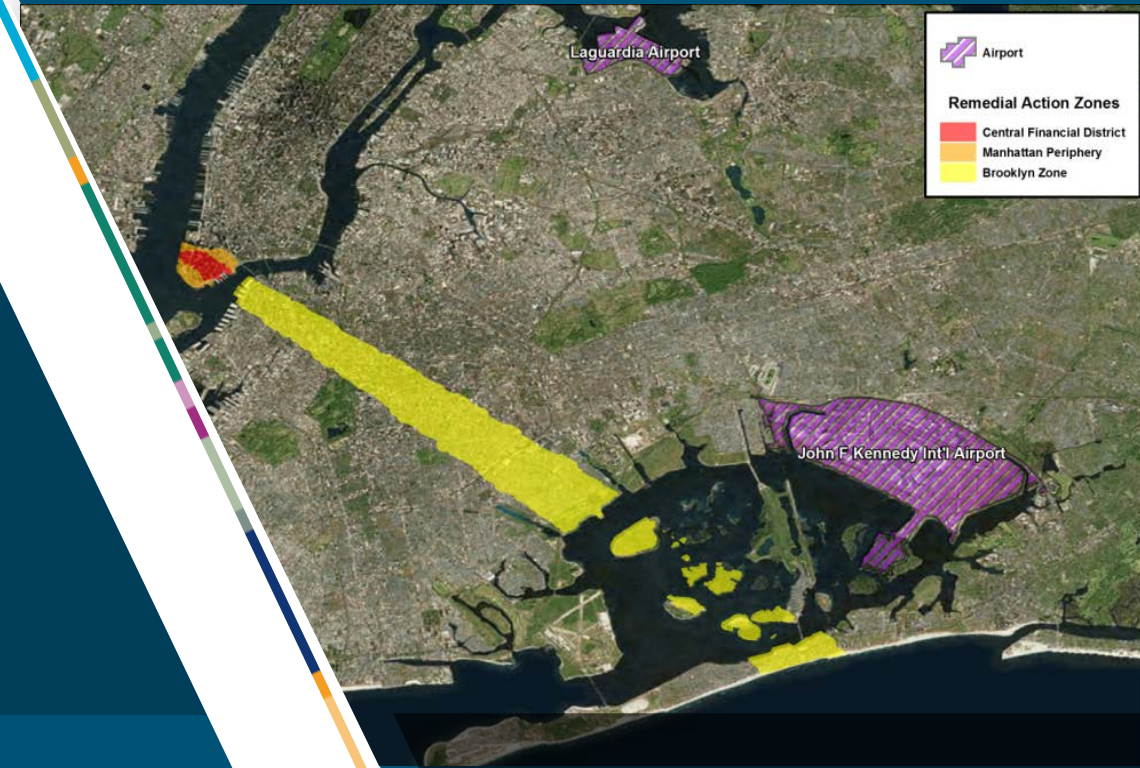 Laguardia Airport
Airport
Remedial Action Zones
Central Financial District
Manhattan Periphery
Brooklyn Zone
John F Kennedy Int'l Airport